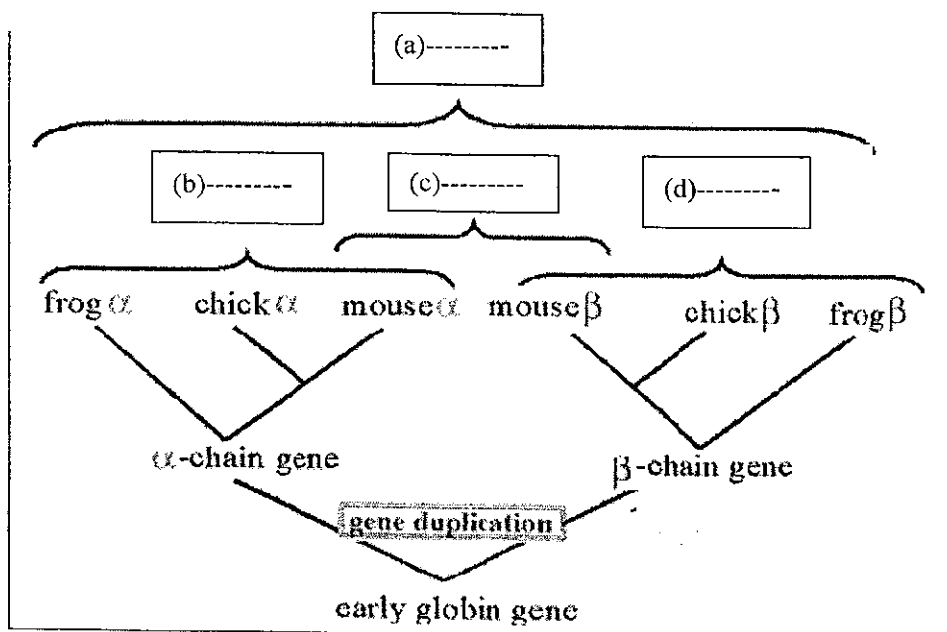 (a)----------
(b)---------- (c)---------- (d)----------
frog α chick α mouse α mouse β chick β frog β
α-chain gene β-chain gene
gene duplication
early globin gene